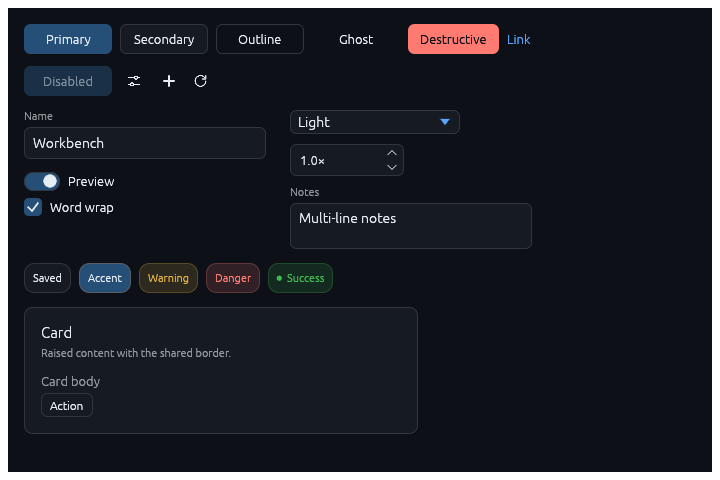 Primary Secondary Outline Ghost Destructive Link
Disabled
Name
Workbench
Preview
Word wrap
Light
1.0×
Notes
Multi-line notes
Saved Accent Warning Danger Success
Card
Raised content with the shared border.
Card body
Action